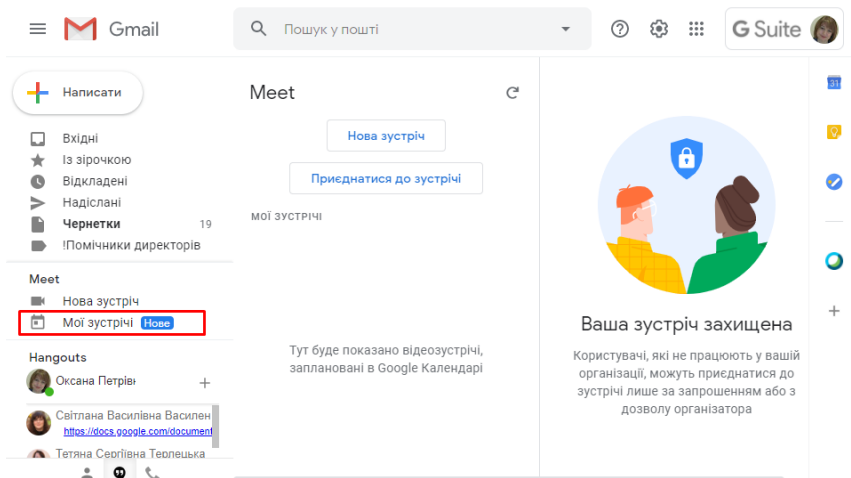 Gmail
Пошук у пошті
G Suite
Написати
Вхідні
Із зірочкою
Відкладені
Надіслані
Чернетки 19
!Помічники директорів
Meet
Нова зустріч
Мої зустрічі Нове
Hangouts
Оксана Петрівн
Світлана Василівна Василен
https://docs.google.com/document
Тетяна Сергіївна Терлецька
Meet
Нова зустріч
Приєднатися до зустрічі
МОЇ ЗУСТРІЧІ
Тут буде показано відеозустрічі,
заплановані в Google Календарі
Ваша зустріч захищена
Користувачі, які не працюють у вашій
організації, можуть приєднатися до
зустрічі лише за запрошенням або з
дозволу організатора
31